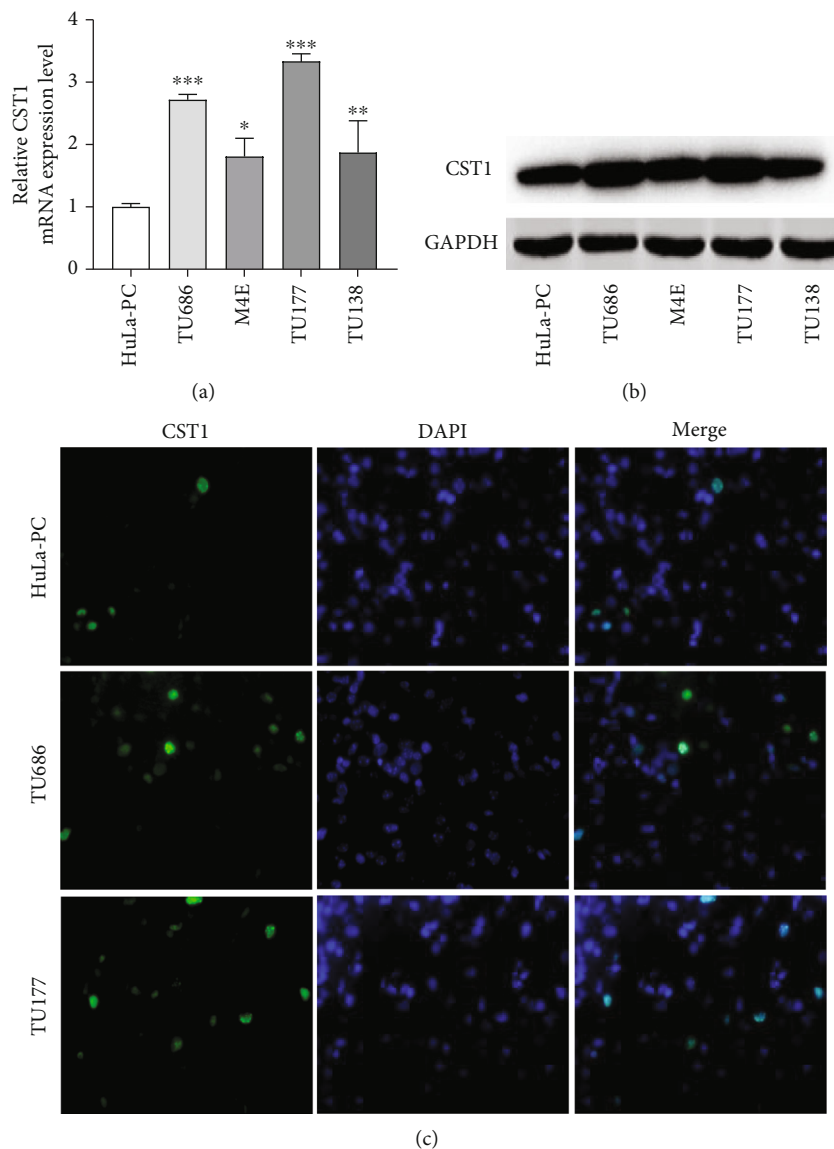 Relative CST1
mRNA expression level
4
3
2
1
0
***
*
***
**
HuLa-PC
TU686
M4E
TU177
TU138
(a)
CST1
GAPDH
HuLa-PC
TU686
M4E
TU177
TU138
(b)
CST1
DAPI
Merge
HuLa-PC
TU686
TU177
(c)